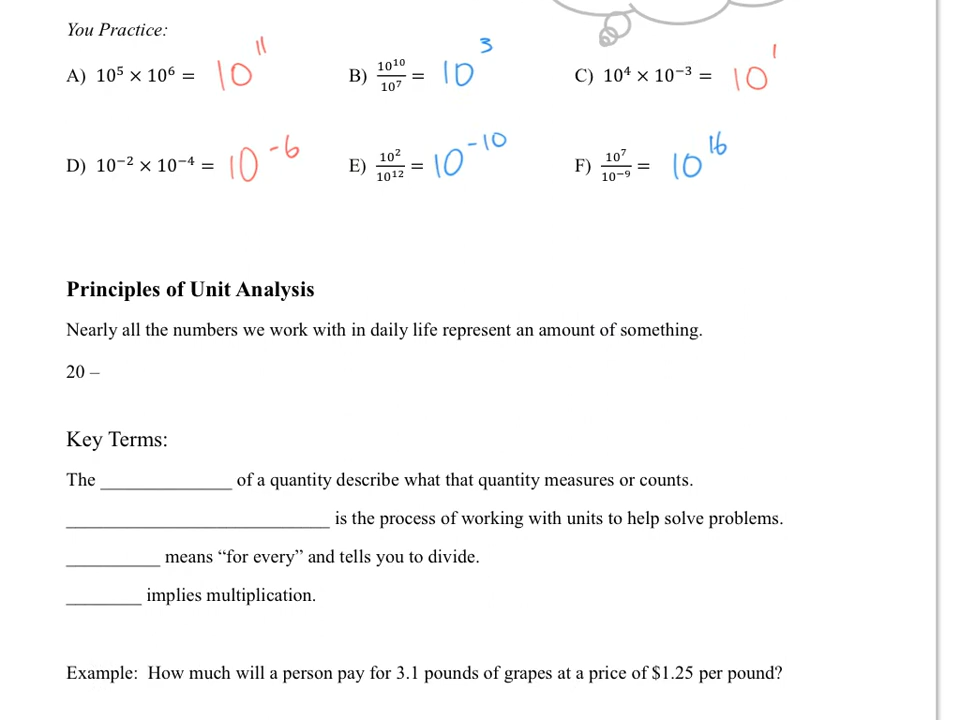 You Practice:
A) 10⁵ × 10⁶ = 10¹¹ B) 10¹⁰/10⁷ = 10³ C) 10⁴ × 10⁻³ = 10¹
D) 10⁻² × 10⁻⁴ = 10⁻⁶ E) 10²/10¹² = 10⁻¹⁰ F) 10⁷/10⁻⁹ = 10¹⁶
Principles of Unit Analysis
Nearly all the numbers we work with in daily life represent an amount of something.
20 –
Key Terms:
The ______________ of a quantity describe what that quantity measures or counts.
____________________________ is the process of working with units to help solve problems.
__________ means “for every” and tells you to divide.
________ implies multiplication.
Example: How much will a person pay for 3.1 pounds of grapes at a price of $1.25 per pound?